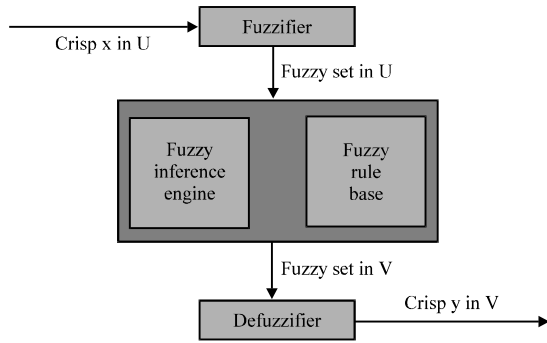 Fuzzifier
Crisp x in U
Fuzzy set in U
Fuzzy
inference
engine
Fuzzy
rule
base
Fuzzy set in V
Crisp y in V
Defuzzifier